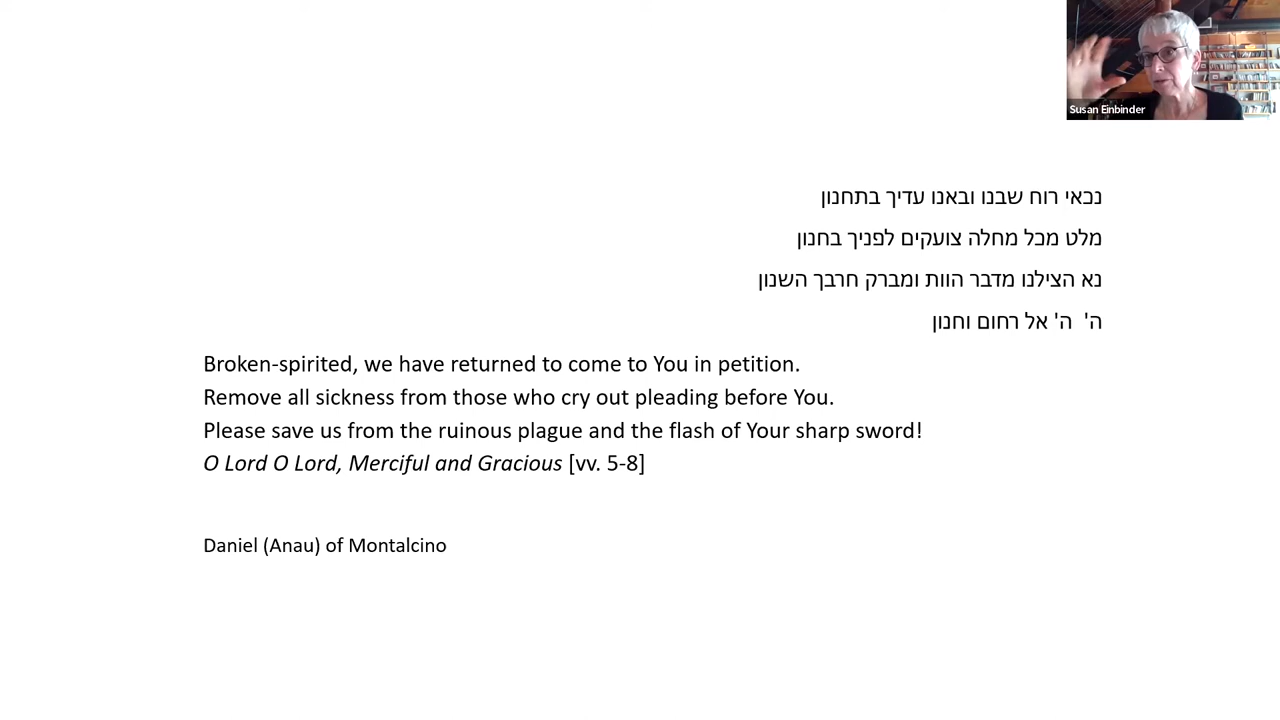 Susan Einbinder
נכאי רוח שבנו ובאנו עדיך בתחנון
מלט מכל מחלה צועקים לפניך בחנון
נא הצילנו מדבר הוות ומברק חרבך השנון
ה'  ה' אל רחום וחנון
Broken-spirited, we have returned to come to You in petition.
Remove all sickness from those who cry out pleading before You.
Please save us from the ruinous plague and the flash of Your sharp sword!
O Lord O Lord, Merciful and Gracious [vv. 5-8]
Daniel (Anau) of Montalcino